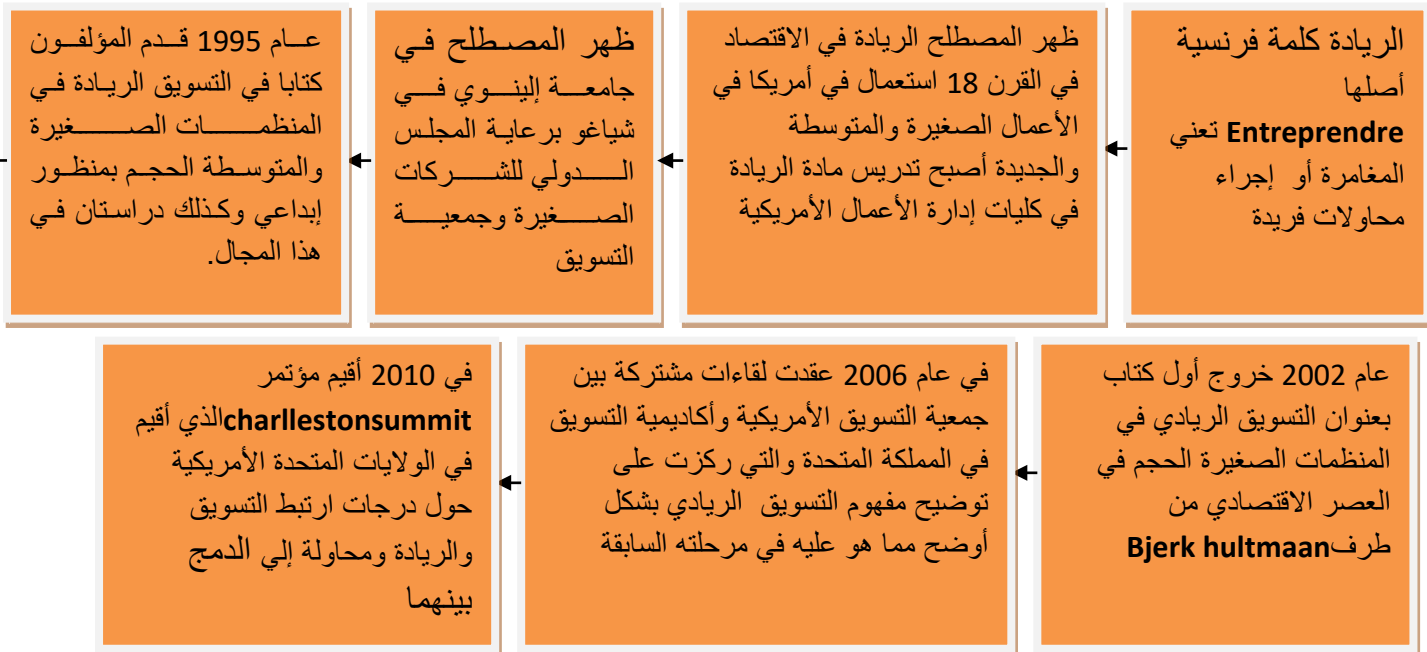 الريادة كلمة فرنسية
أصلها
Entreprendre تعني
المغامرة أو إجراء
محاولات فريدة
ظهر المصطلح الريادة في الاقتصاد
في القرن 18 استعمال في أمريكا في
الأعمال الصغيرة والمتوسطة
والجديدة أصبح تدريس مادة الريادة
في كليات إدارة الأعمال الأمريكية
ظهر المصطلح في
جامعة إلينوي في
شياغو برعاية المجلس
الدولي للشركات
الصغيرة وجمعية
التسويق
عام 1995 قدم المؤلفون
كتابا في التسويق الريادة في
المنظمات الصغيرة
والمتوسطة الحجم بمنظور
إبداعي وكذلك دراستان في
هذا المجال.
عام 2002 خروج أول كتاب
بعنوان التسويق الريادي في
المنظمات الصغيرة الحجم في
العصر الاقتصادي من
طرفBjerk hultmaan
في عام 2006 عقدت لقاءات مشتركة بين
جمعية التسويق الأمريكية وأكاديمية التسويق
في المملكة المتحدة والتي ركزت على
توضيح مفهوم التسويق الريادي بشكل
أوضح مما هو عليه في مرحلته السابقة
في 2010 أقيم مؤتمر
charllestonsummitالذي أقيم
في الولايات المتحدة الأمريكية
حول درجات ارتبط التسويق
والريادة ومحاولة إلي الدمج
بينهما